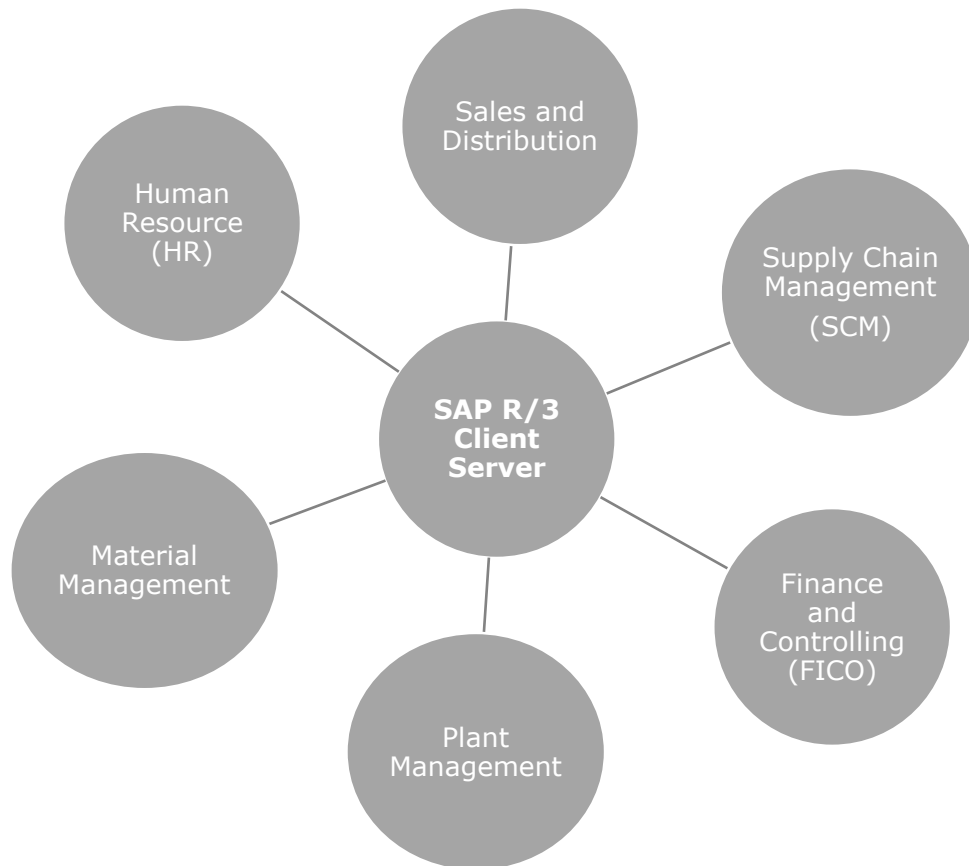 Sales and
Distribution
Human
Resource
(HR)
Supply Chain
Management
(SCM)
SAP R/3
Client
Server
Material
Management
Finance
and
Controlling
(FICO)
Plant
Management